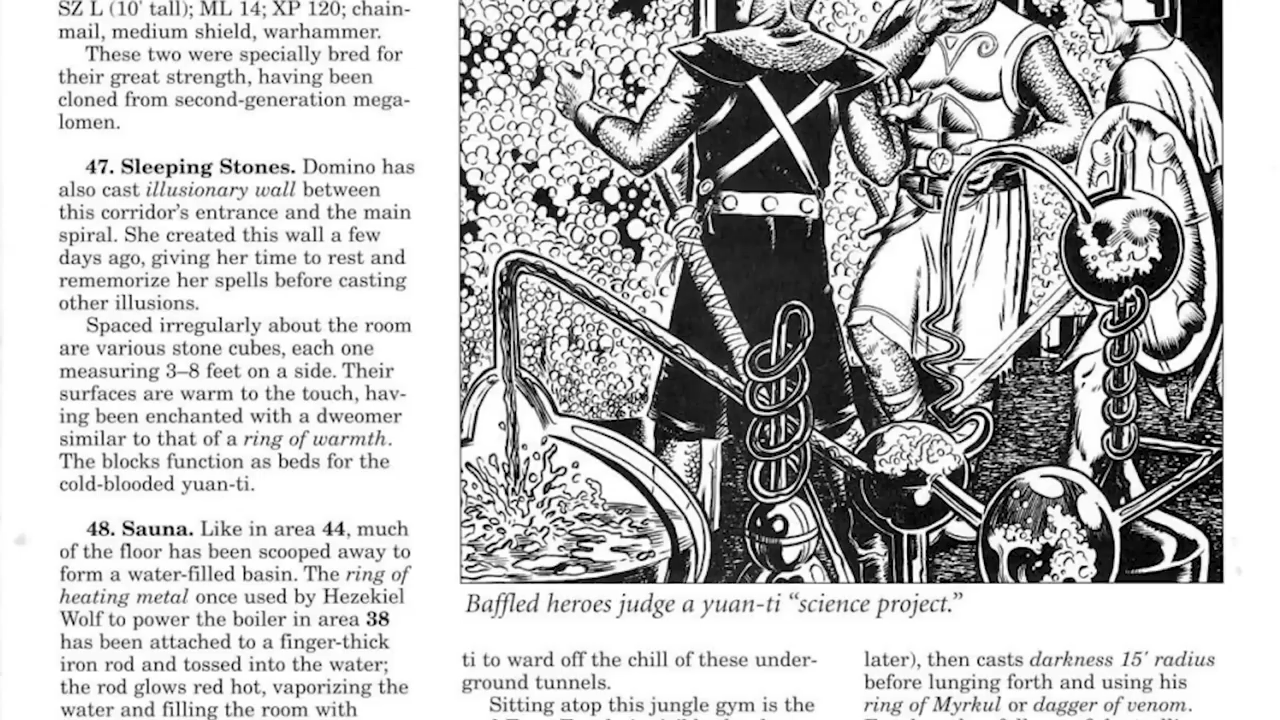 SZ L (10' tall); ML 14; XP 120; chain-
mail, medium shield, warhammer.
These two were specially bred for
their great strength, having been
cloned from second-generation mega-
lomen.
47. Sleeping Stones. Domino has
also cast illusionary wall between
this corridor's entrance and the main
spiral. She created this wall a few
days ago, giving her time to rest and
rememorize her spells before casting
other illusions.
Spaced irregularly about the room
are various stone cubes, each one
measuring 3–8 feet on a side. Their
surfaces are warm to the touch, hav-
ing been enchanted with a dweomer
similar to that of a ring of warmth.
The blocks function as beds for the
cold-blooded yuan-ti.
48. Sauna. Like in area 44, much
of the floor has been scooped away to
form a water-filled basin. The ring of
heating metal once used by Hezekiel
Wolf to power the boiler in area 38
has been attached to a finger-thick
iron rod and tossed into the water;
the rod glows red hot, vaporizing the
water and filling the room with
Baffled heroes judge a yuan-ti “science project.”
ti to ward off the chill of these under-
ground tunnels.
Sitting atop this jungle gym is the
later), then casts darkness 15' radius
before lunging forth and using his
ring of Myrkul or dagger of venom.